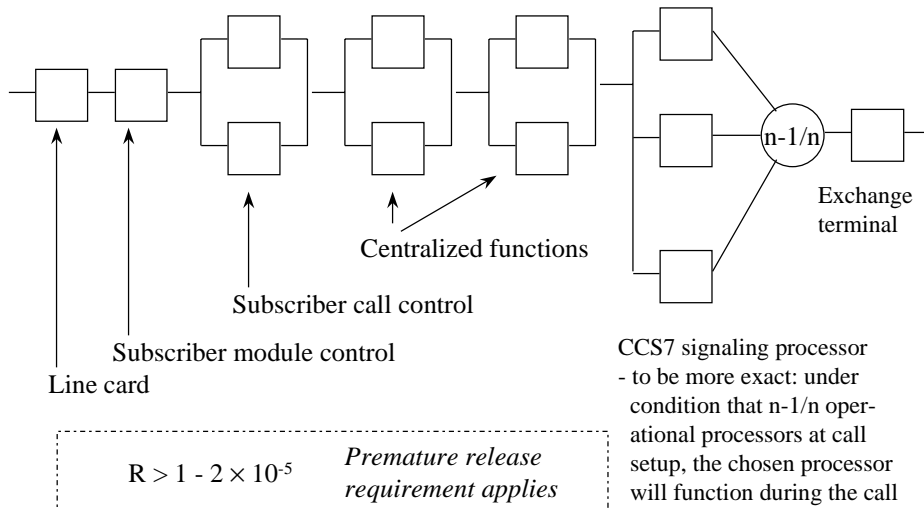 n-1/n
Exchange
terminal
Centralized functions
Subscriber call control
Subscriber module control
Line card
CCS7 signaling processor
- to be more exact: under
condition that n-1/n oper-
ational processors at call
setup, the chosen processor
will function during the call
R > 1 - 2 × 10⁻⁵
Premature release
requirement applies